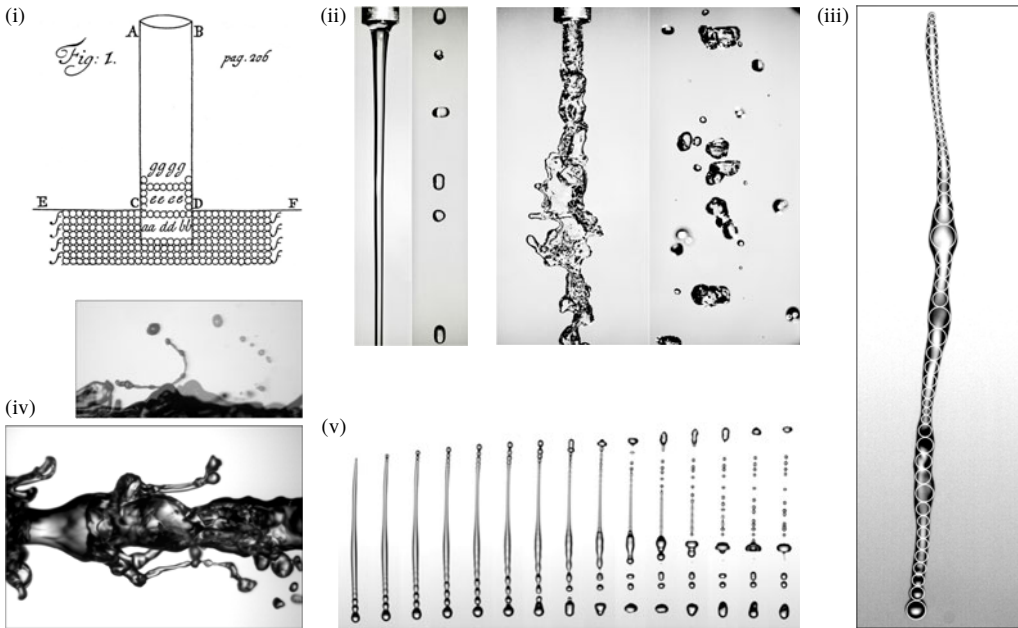 (i)
A B
Fig: 1.
pag. 206
gggg
E C ee ee D F
aa dd bb
f f
f f
f f
f f
(ii)
(iii)
(iv)
(v)